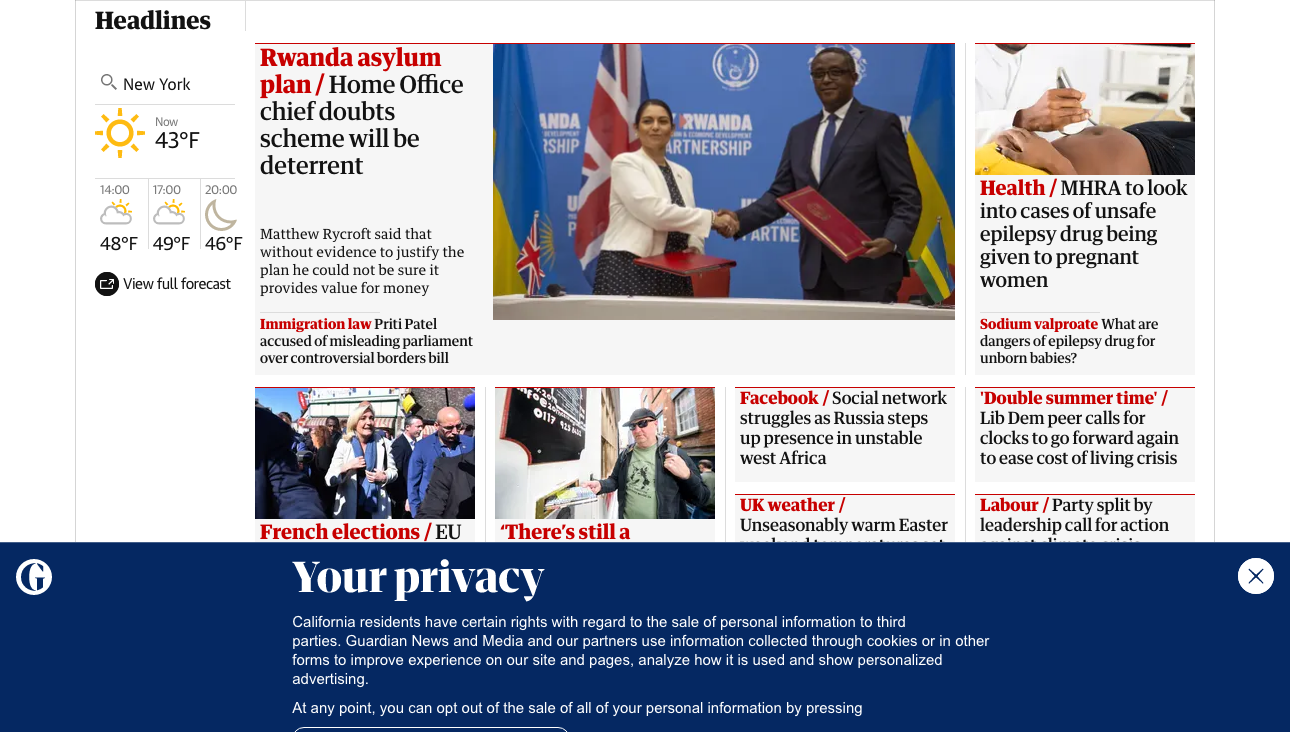 Headlines
New York
Now
43°F
14:00
17:00
20:00
48°F
49°F
46°F
View full forecast
Rwanda asylum
plan / Home Office
chief doubts
scheme will be
deterrent
Matthew Rycroft said that
without evidence to justify the
plan he could not be sure it
provides value for money
Immigration law Priti Patel
accused of misleading parliament
over controversial borders bill
RWANDA
PARTNERSHIP
Health / MHRA to look
into cases of unsafe
epilepsy drug being
given to pregnant
women
Sodium valproate What are
dangers of epilepsy drug for
unborn babies?
French elections / EU
0117
‘There’s still a
Facebook / Social network
struggles as Russia steps
up presence in unstable
west Africa
UK weather /
Unseasonably warm Easter
'Double summer time' /
Lib Dem peer calls for
clocks to go forward again
to ease cost of living crisis
Labour / Party split by
leadership call for action
Your privacy
California residents have certain rights with regard to the sale of personal information to third
parties. Guardian News and Media and our partners use information collected through cookies or in other
forms to improve experience on our site and pages, analyze how it is used and show personalized
advertising.
At any point, you can opt out of the sale of all of your personal information by pressing